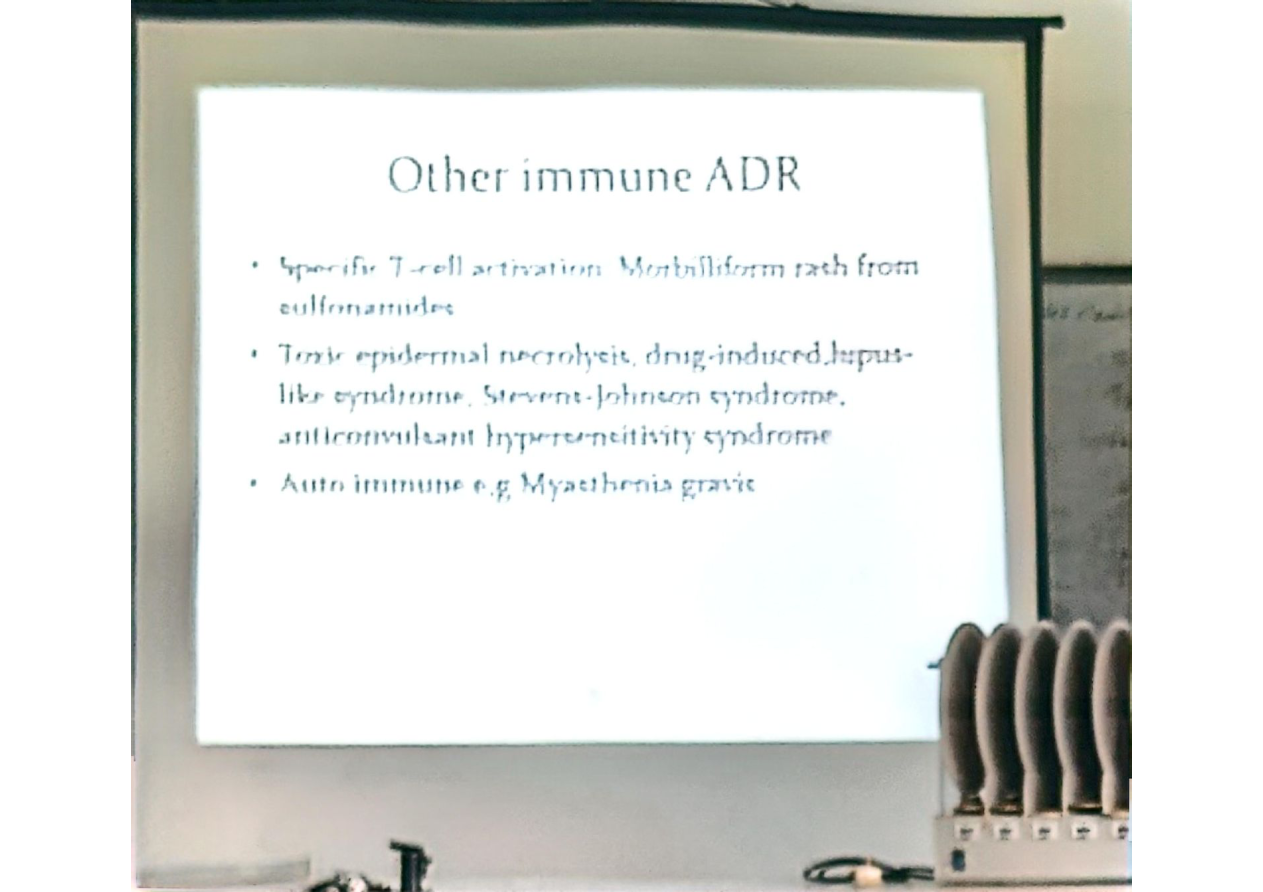 Other immune ADR
• Specific T-cell activation Morbilliform rash from
sulfonamides
• Toxic epidermal necrolysis, drug-induced,lupus-
like syndrome, Stevens-Johnson syndrome,
anticonvulsant hypersensitivity syndrome
• Auto immune e.g Myasthenia gravis